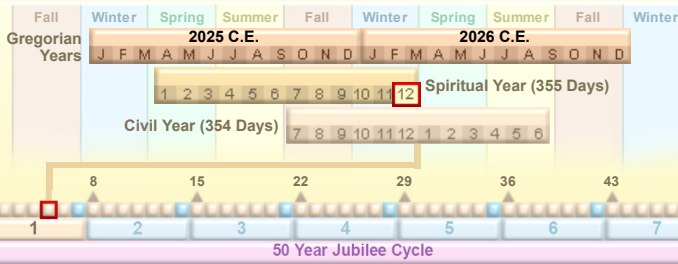 Fall Winter Spring Summer Fall Winter Spring Summer Fall Winter
Gregorian Years
2025 C.E. 2026 C.E.
J F M A M J J A S O N D J F M A M J J A S O N D
1 2 3 4 5 6 7 8 9 10 11 12
Spiritual Year (355 Days)
Civil Year (354 Days)
7 8 9 10 11 12 1 2 3 4 5 6
8 15 22 29 36 43
1 2 3 4 5 6 7
50 Year Jubilee Cycle